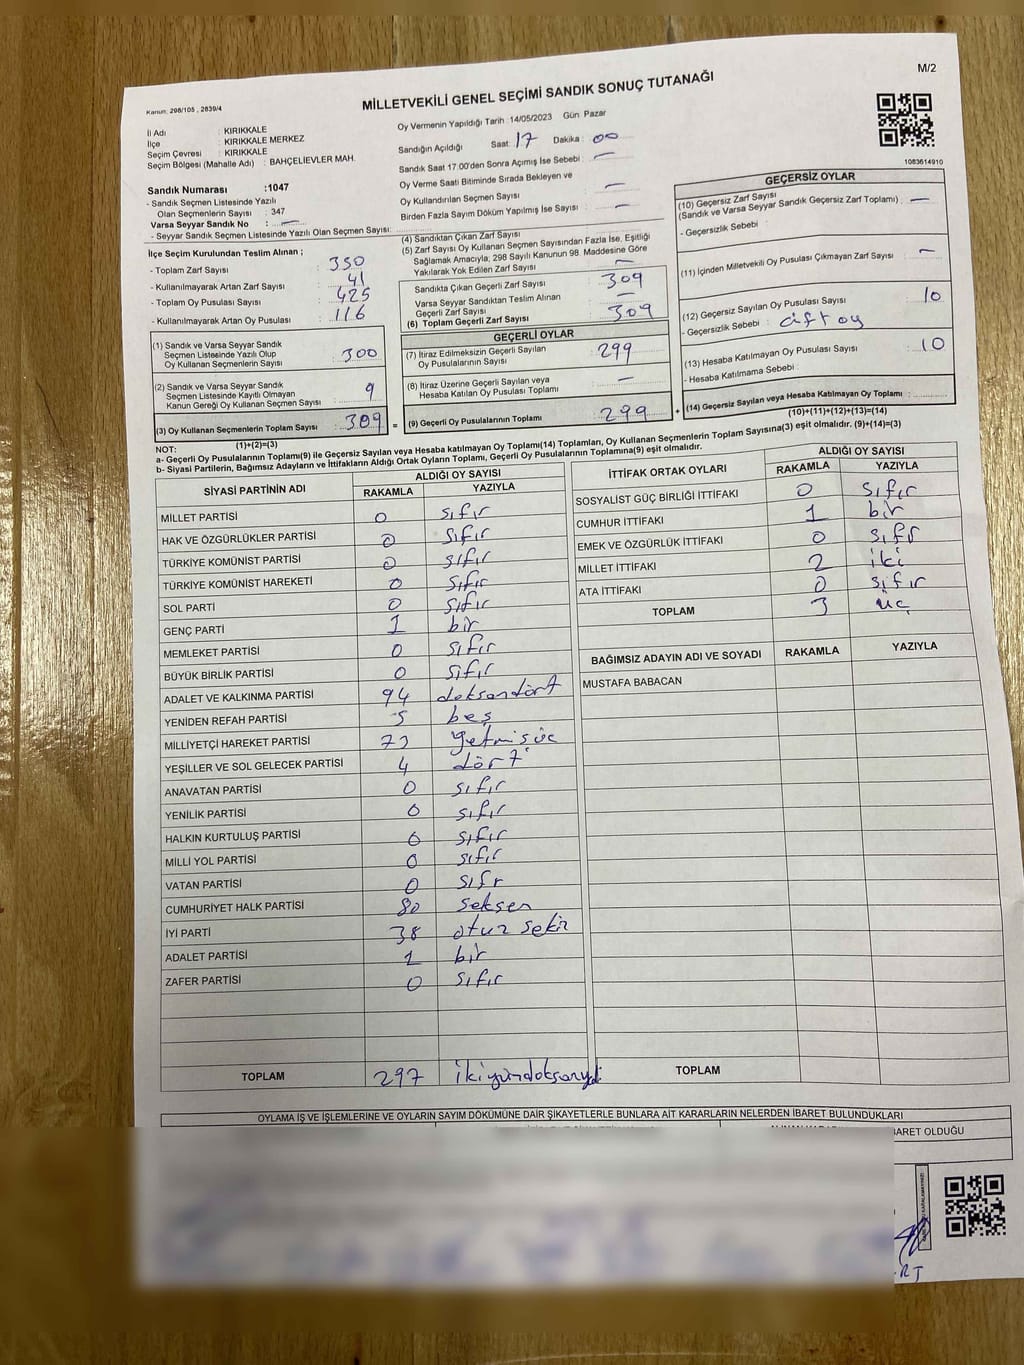 M/2
Kanun: 298/105 , 2839/4
MİLLETVEKİLİ GENEL SEÇİMİ SANDIK SONUÇ TUTANAĞI
İl Adı : KIRIKKALE
İlçe : KIRIKKALE MERKEZ
Seçim Çevresi : KIRIKKALE
Seçim Bölgesi (Mahalle Adı) : BAHÇELİEVLER MAH.
Sandık Numarası :1047
- Sandık Seçmen Listesinde Yazılı
Olan Seçmenlerin Sayısı : 347
Varsa Seyyar Sandık No : —
- Seyyar Sandık Seçmen Listesinde Yazılı Olan Seçmen Sayısı:
Oy Vermenin Yapıldığı Tarih :14/05/2023 Gün :Pazar
Sandığın Açıldığı Saat: 17 Dakika : 00
Sandık Saat 17:00'den Sonra Açımış İse Sebebi : —
Oy Verme Saati Bitiminde Sırada Bekleyen ve
Oy Kullandırılan Seçmen Sayısı : —
Birden Fazla Sayım Döküm Yapılmış İse Sayısı : —
1083614910
İlçe Seçim Kurulundan Teslim Alınan ;
- Toplam Zarf Sayısı : 350
- Kullanılmayarak Artan Zarf Sayısı : 41
- Toplam Oy Pusulası Sayısı : 425
- Kullanılmayarak Artan Oy Pusulası : 116
(1) Sandık ve Varsa Seyyar Sandık
Seçmen Listesinde Yazılı Olup
Oy Kullanan Seçmenlerin Sayısı : 300
(2) Sandık ve Varsa Seyyar Sandık
Seçmen Listesinde Kayıtlı Olmayan
Kanun Gereği Oy Kullanan Seçmen Sayısı : 9
(3) Oy Kullanan Seçmenlerin Toplam Sayısı : 309
(1)+(2)=(3)
(4) Sandıktan Çıkan Zarf Sayısı
(5) Zarf Sayısı Oy Kullanan Seçmen Sayısından Fazla İse, Eşitliği
Sağlamak Amacıyla; 298 Sayılı Kanunun 98. Maddesine Göre
Yakılarak Yok Edilen Zarf Sayısı : —
Sandıkta Çıkan Geçerli Zarf Sayısı : 309
Varsa Seyyar Sandıktan Teslim Alınan
Geçerli Zarf Sayısı : —
(6) Toplam Geçerli Zarf Sayısı : 309
GEÇERLİ OYLAR
(7) İtiraz Edilmeksizin Geçerli Sayılan
Oy Pusulalarının Sayısı : 299
(8) İtiraz Üzerine Geçerli Sayılan veya
Hesaba Katılan Oy Pusulası Toplamı : —
= (9) Geçerli Oy Pusulalarının Toplamı : 299 +
GEÇERSİZ OYLAR
(10) Geçersiz Zarf Sayısı
(Sandık ve Varsa Seyyar Sandık Geçersiz Zarf Toplamı) : —
- Geçersizlik Sebebi :
(11) İçinden Milletvekili Oy Pusulası Çıkmayan Zarf Sayısı : —
(12) Geçersiz Sayılan Oy Pusulası Sayısı : 10
- Geçersizlik Sebebi : çift oy
(13) Hesaba Katılmayan Oy Pusulası Sayısı : 10
- Hesaba Katılmama Sebebi :
(14) Geçersiz Sayılan veya Hesaba Katılmayan Oy Toplamı :
(10)+(11)+(12)+(13)=(14)
NOT:
a- Geçerli Oy Pusulalarının Toplamı(9) ile Geçersiz Sayılan veya Hesaba katılmayan Oy Toplamı(14) Toplamları, Oy Kullanan Seçmenlerin Toplam Sayısına(3) eşit olmalıdır. (9)+(14)=(3)
b- Siyasi Partilerin, Bağımsız Adayların ve İttifakların Aldığı Ortak Oyların Toplamı, Geçerli Oy Pusulalarının Toplamına(9) eşit olmalıdır.
SİYASİ PARTİNİN ADI ALDIĞI OY SAYISI
RAKAMLA YAZIYLA
MİLLET PARTİSİ 0 sıfır
HAK VE ÖZGÜRLÜKLER PARTİSİ 0 sıfır
TÜRKİYE KOMÜNİST PARTİSİ 0 sıfır
TÜRKİYE KOMÜNİST HAREKETİ 0 sıfır
SOL PARTİ 0 sıfır
GENÇ PARTİ 1 bir
MEMLEKET PARTİSİ 0 sıfır
BÜYÜK BİRLİK PARTİSİ 0 sıfır
ADALET VE KALKINMA PARTİSİ 94 doksandört
YENİDEN REFAH PARTİSİ 5 beş
MİLLİYETÇİ HAREKET PARTİSİ 73 yetmişüç
YEŞİLLER VE SOL GELECEK PARTİSİ 4 dört
ANAVATAN PARTİSİ 0 sıfır
YENİLİK PARTİSİ 0 sıfır
HALKIN KURTULUŞ PARTİSİ 0 sıfır
MİLLİ YOL PARTİSİ 0 sıfır
VATAN PARTİSİ 0 sıfr
CUMHURİYET HALK PARTİSİ 80 seksen
İYİ PARTİ 38 otuz sekiz
ADALET PARTİSİ 1 bir
ZAFER PARTİSİ 0 sıfır
TOPLAM 297
İTTİFAK ORTAK OYLARI ALDIĞI OY SAYISI
RAKAMLA YAZIYLA
SOSYALİST GÜÇ BİRLİĞİ İTTİFAKI 0 sıfır
CUMHUR İTTİFAKI 1 bir
EMEK VE ÖZGÜRLÜK İTTİFAKI 0 sıfr
MİLLET İTTİFAKI 2 iki
ATA İTTİFAKI 0 sıfır
TOPLAM 3 üç
BAĞIMSIZ ADAYIN ADI VE SOYADI RAKAMLA YAZIYLA
MUSTAFA BABACAN
TOPLAM
OYLAMA İŞ VE İŞLEMLERİNE VE OYLARIN SAYIM DÖKÜMÜNE DAİR ŞİKAYETLERLE BUNLARA AİT KARARLARIN NELERDEN İBARET BULUNDUKLARI
BARET OLDUĞU